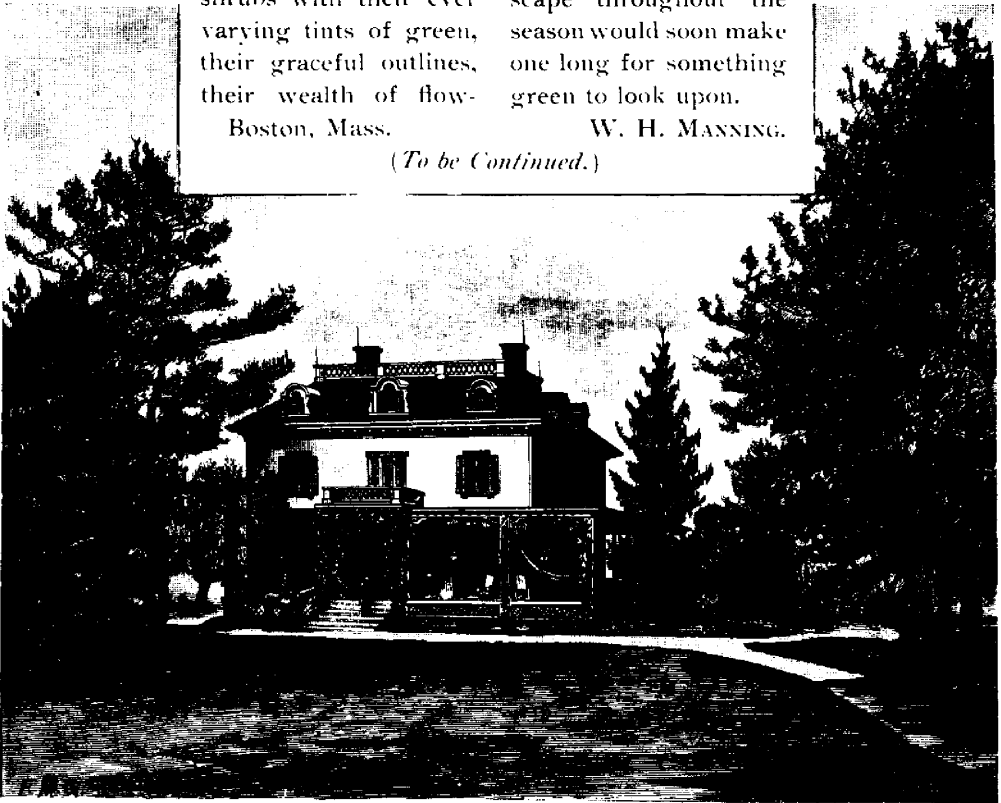 shrubs with their ever
varying tints of green,
their graceful outlines,
their wealth of flow-
scape throughout the
season would soon make
one long for something
green to look upon.
Boston, Mass.
W. H. MANNING.
(To be Continued.)